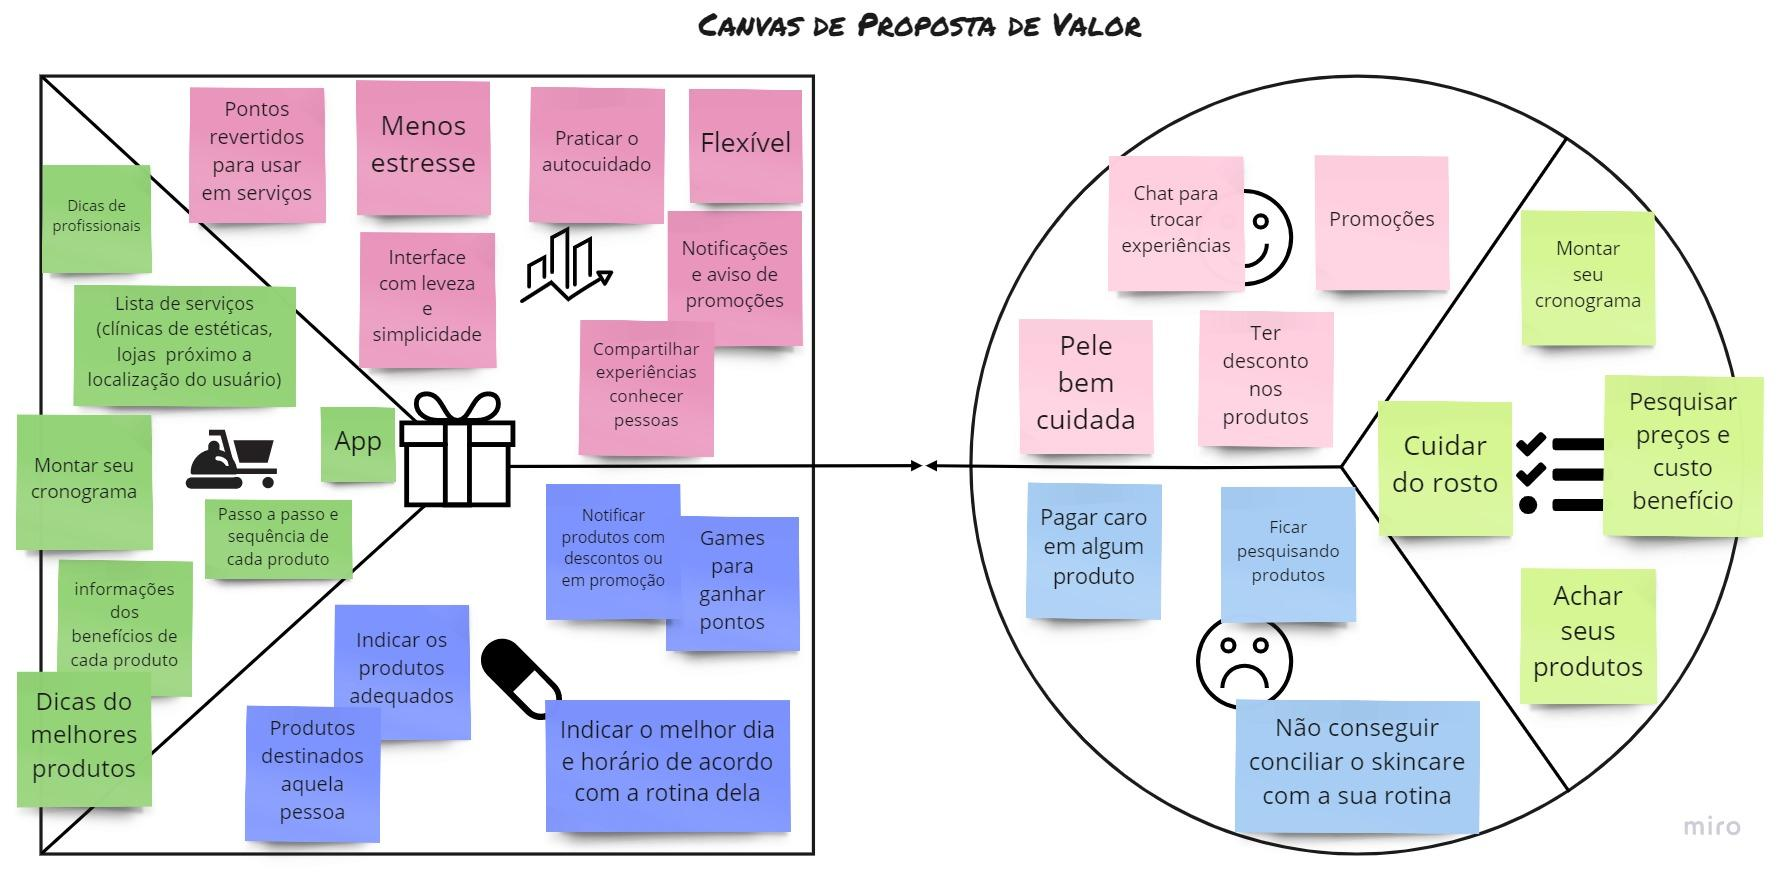 Canvas de Proposta de Valor
Pontos
revertidos
para usar
em serviços
Menos
estresse
Praticar o
autocuidado
Flexível
Dicas de
profissionais
Interface
com leveza
e
simplicidade
Notificações
e aviso de
promoções
Lista de serviços
(clínicas de estéticas,
lojas próximo a
localização do usuário)
Compartilhar
experiências
conhecer
pessoas
App
Montar seu
cronograma
Passo a passo e
sequência de
cada produto
informações
dos
benefícios de
cada produto
Dicas do
melhores
produtos
Notificar
produtos com
descontos ou
em promoção
Games
para
ganhar
pontos
Indicar os
produtos
adequados
Produtos
destinados
aquela
pessoa
Indicar o melhor dia
e horário de acordo
com a rotina dela
Chat para
trocar
experiências
Promoções
Pele
bem
cuidada
Ter
desconto
nos
produtos
Montar
seu
cronograma
Cuidar
do rosto
Pesquisar
preços e
custo
benefício
Achar
seus
produtos
Pagar caro
em algum
produto
Ficar
pesquisando
produtos
Não conseguir
conciliar o skincare
com a sua rotina
miro